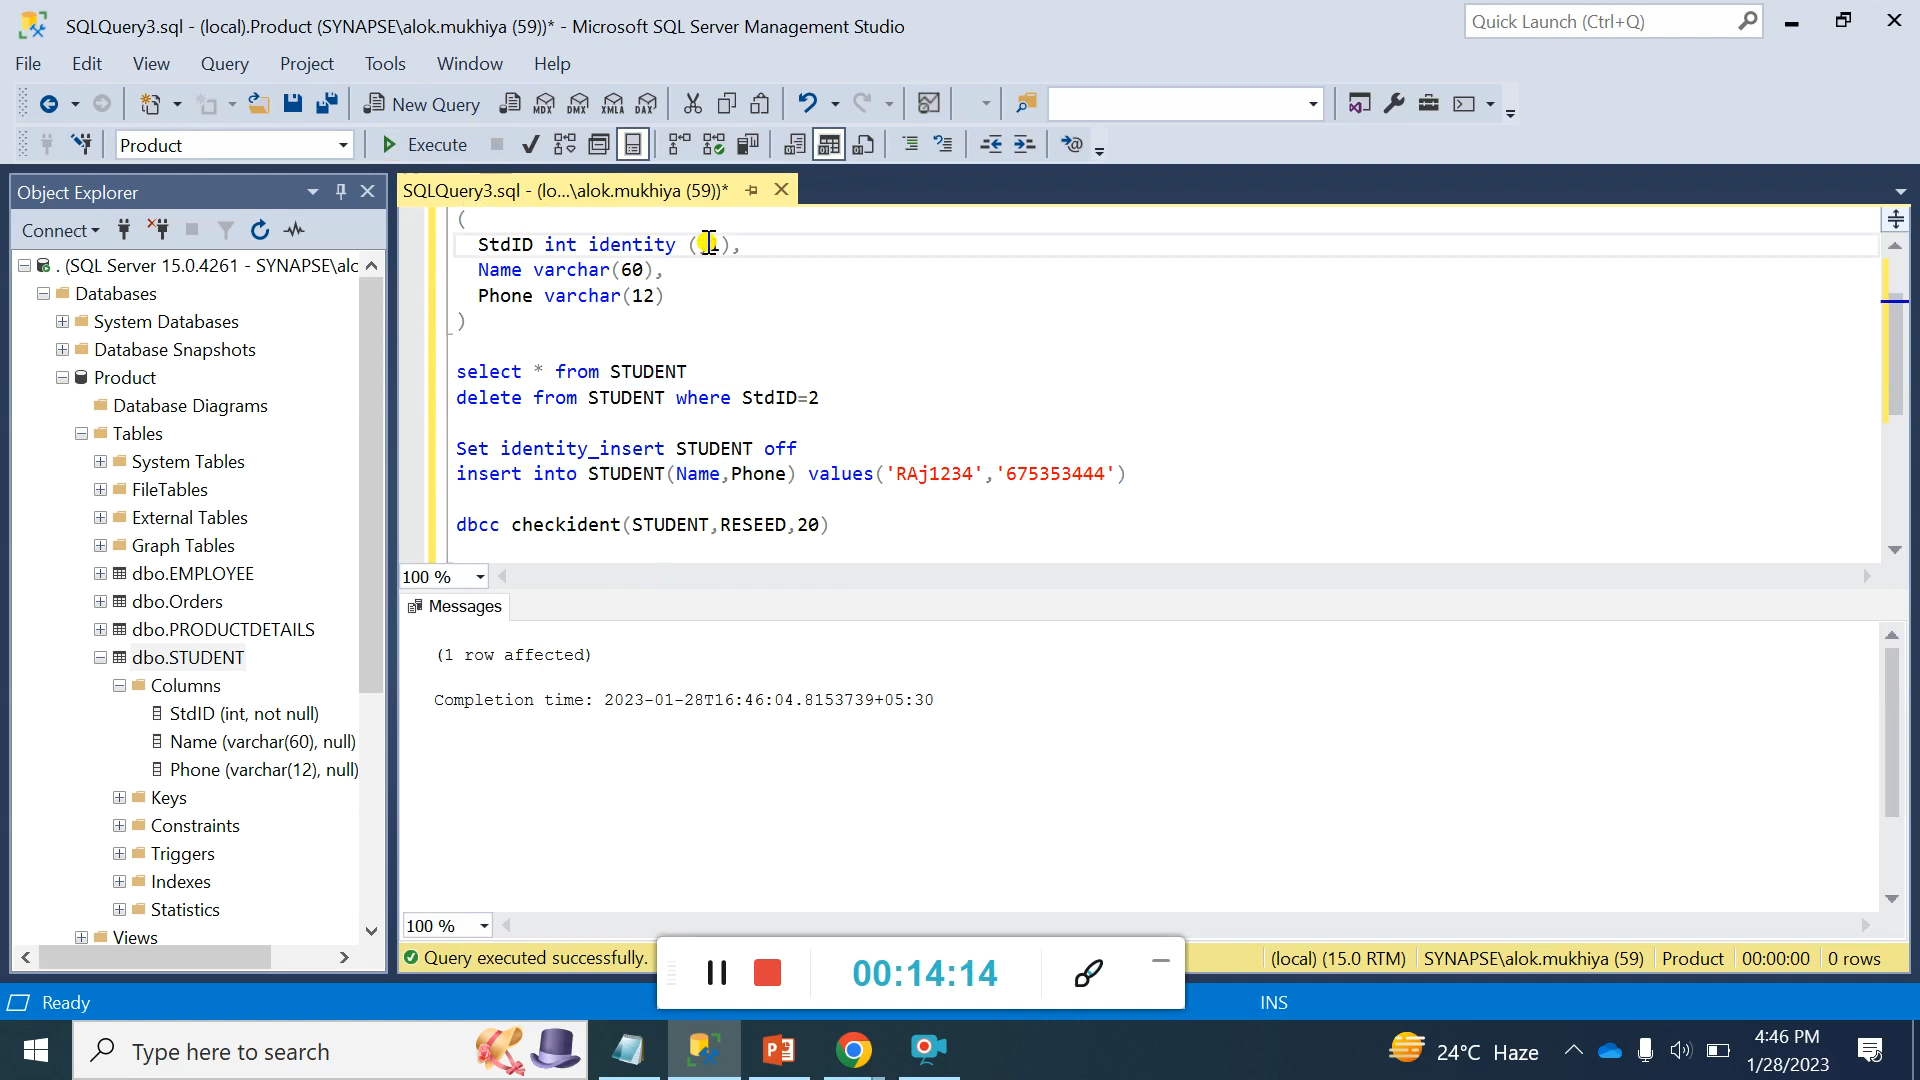 SQLQuery3.sql - (local).Product (SYNAPSE\alok.mukhiya (59))* - Microsoft SQL Server Management Studio
Quick Launch (Ctrl+Q)
File Edit View Query Project Tools Window Help
New Query
MDX DMX XMLA DAX
Product
Execute
Object Explorer
SQLQuery3.sql - (lo...\alok.mukhiya (59))*
Connect
. (SQL Server 15.0.4261 - SYNAPSE\alo
Databases
System Databases
Database Snapshots
Product
Database Diagrams
Tables
System Tables
FileTables
External Tables
Graph Tables
dbo.EMPLOYEE
dbo.Orders
dbo.PRODUCTDETAILS
dbo.STUDENT
Columns
StdID (int, not null)
Name (varchar(60), null)
Phone (varchar(12), null)
Keys
Constraints
Triggers
Indexes
Statistics
Views
(
StdID int identity ( ),
Name varchar(60),
Phone varchar(12)
)
select * from STUDENT
delete from STUDENT where StdID=2
Set identity_insert STUDENT off
insert into STUDENT(Name,Phone) values('RAj1234','675353444')
dbcc checkident(STUDENT,RESEED,20)
100 %
Messages
(1 row affected)
Completion time: 2023-01-28T16:46:04.8153739+05:30
100 %
Query executed successfully.
(local) (15.0 RTM) SYNAPSE\alok.mukhiya (59) Product 00:00:00 0 rows
00:14:14
Ready
INS
Type here to search
24°C Haze
4:46 PM
1/28/2023